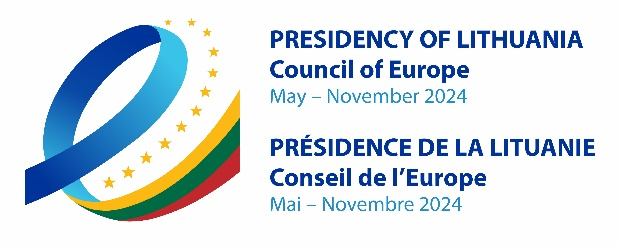 PRESIDENCY OF LITHUANIA
Council of Europe
May – November 2024
PRÉSIDENCE DE LA LITUANIE
Conseil de l'Europe
Mai – Novembre 2024